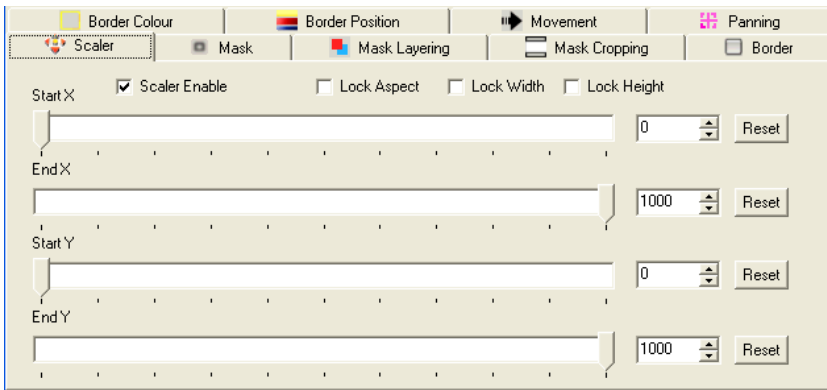 Border Colour Border Position Movement Panning
Scaler Mask Mask Layering Mask Cropping Border
Scaler Enable Lock Aspect Lock Width Lock Height
Start X
0 Reset
End X
1000 Reset
Start Y
0 Reset
End Y
1000 Reset